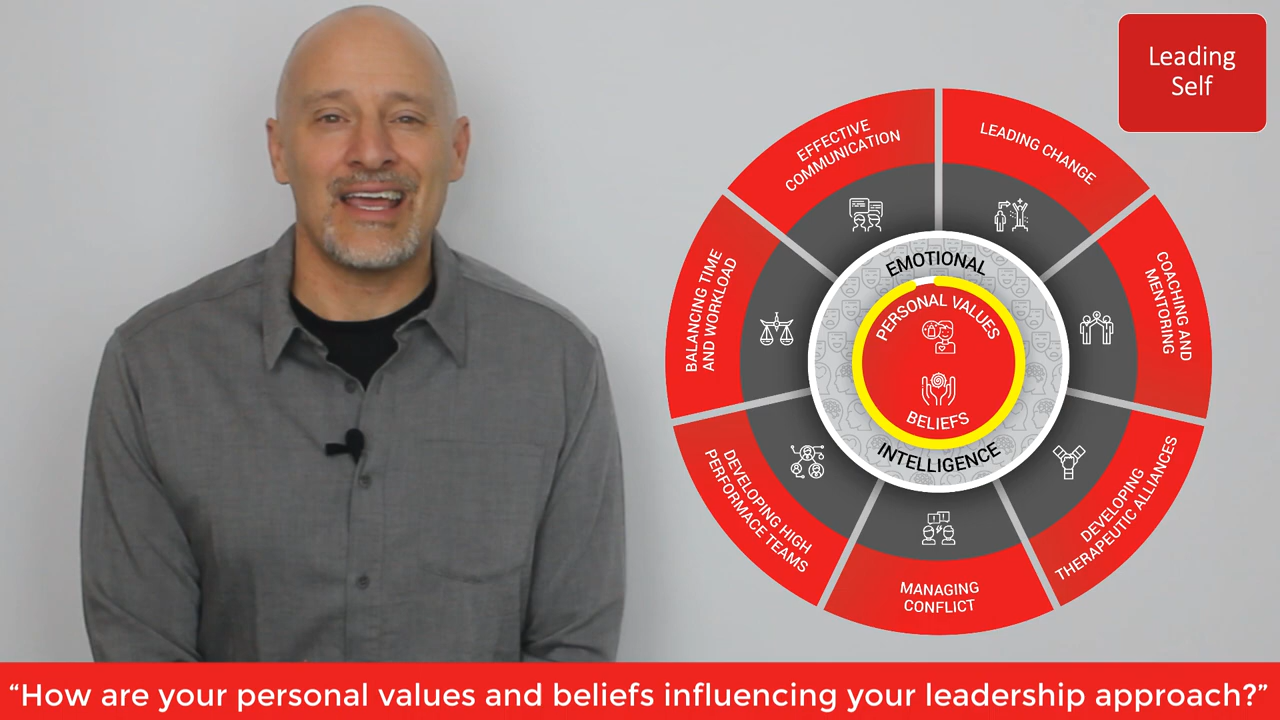 Leading
Self
EFFECTIVE
COMMUNICATION
LEADING CHANGE
BALANCING TIME
AND WORKLOAD
COACHING AND
MENTORING
EMOTIONAL
PERSONAL VALUES
BELIEFS
INTELLIGENCE
DEVELOPING HIGH
PERFORMACE TEAMS
DEVELOPING
THERAPEUTIC ALLIANCES
MANAGING
CONFLICT
“How are your personal values and beliefs influencing your leadership approach?”